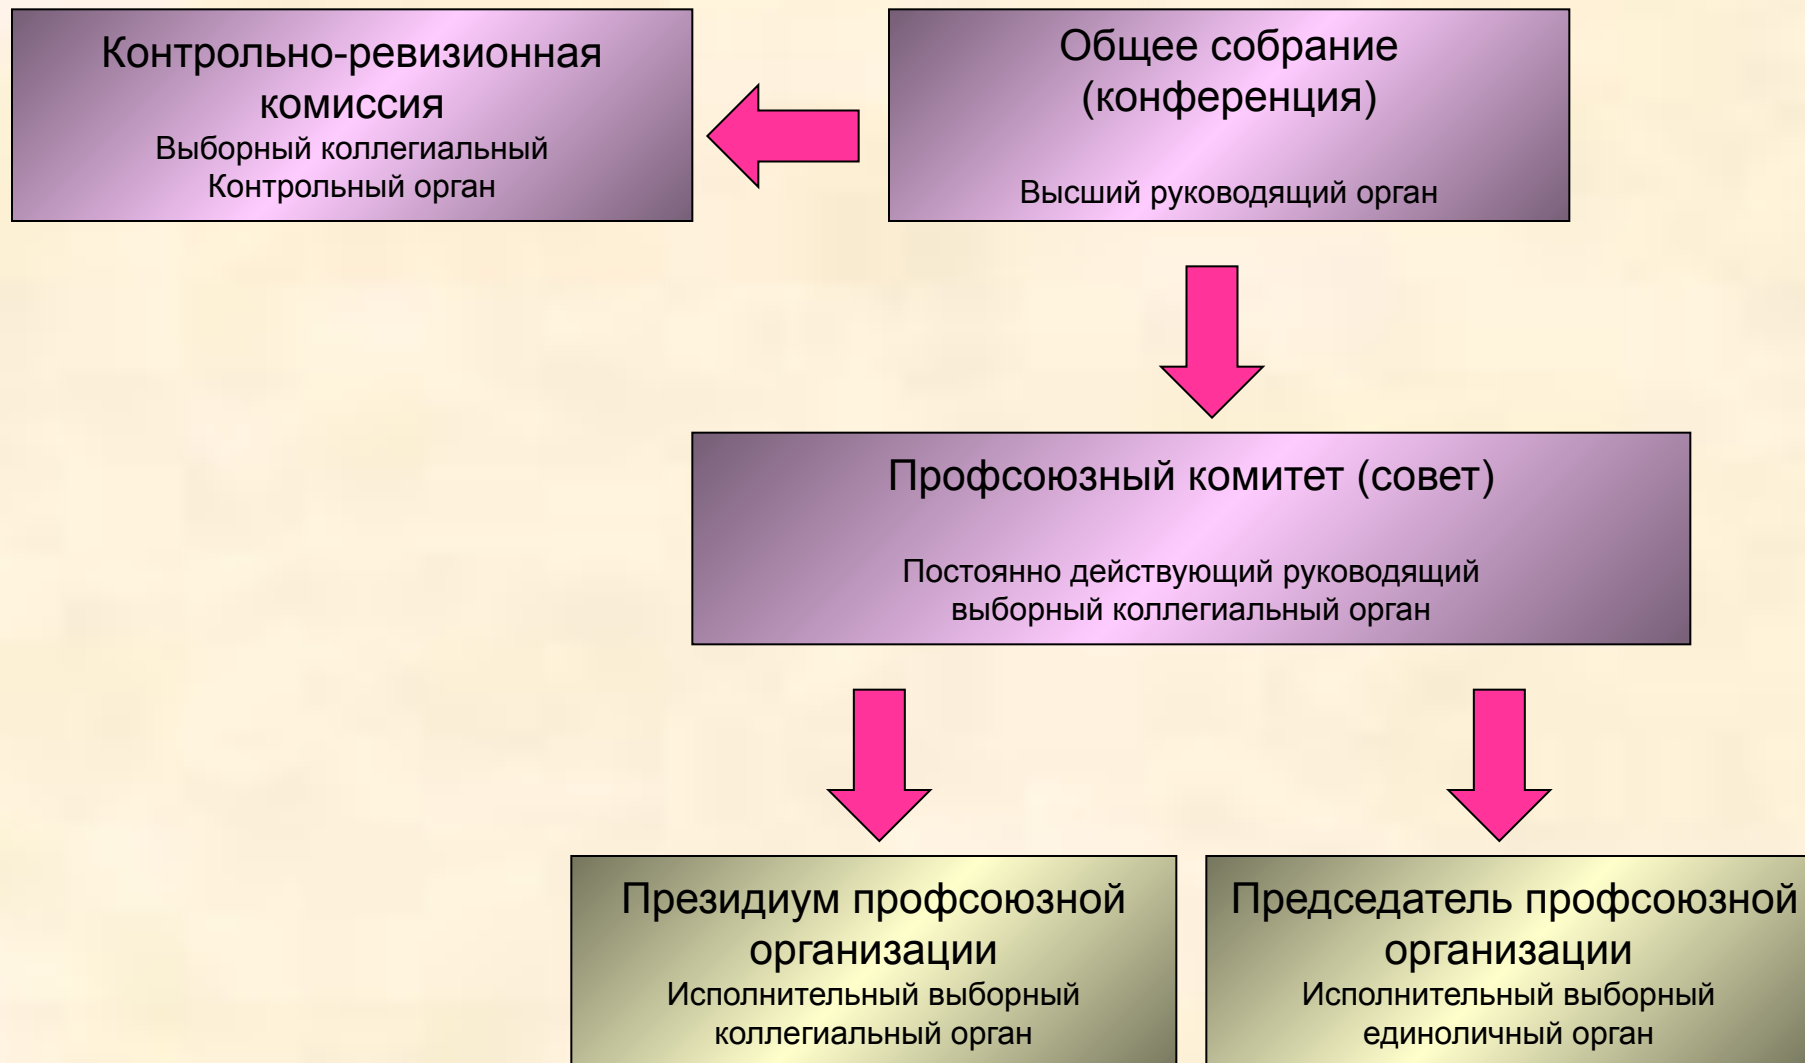 Контрольно-ревизионная
комиссия
Выборный коллегиальный
Контрольный орган
Общее собрание
(конференция)
Высший руководящий орган
Профсоюзный комитет (совет)
Постоянно действующий руководящий
выборный коллегиальный орган
Президиум профсоюзной
организации
Исполнительный выборный
коллегиальный орган
Председатель профсоюзной
организации
Исполнительный выборный
единоличный орган